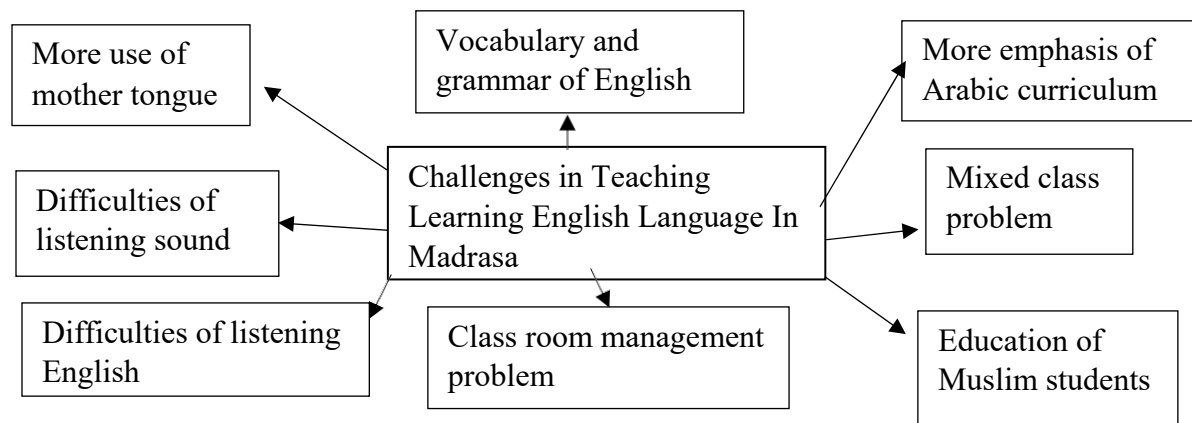 More use of
mother tongue
Vocabulary and
grammar of English
More emphasis of
Arabic curriculum
Difficulties of
listening sound
Challenges in Teaching
Learning English Language In
Madrasa
Mixed class
problem
Difficulties of listening
English
Class room management
problem
Education of
Muslim students